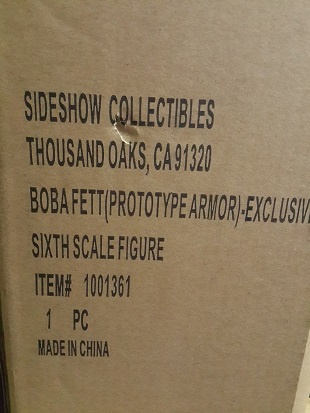 SIDESHOW COLLECTIBLES
THOUSAND OAKS, CA 91320
BOBA FETT(PROTOTYPE ARMOR)-EXCLUSIV
SIXTH SCALE FIGURE
ITEM# 1001361
1 PC
MADE IN CHINA